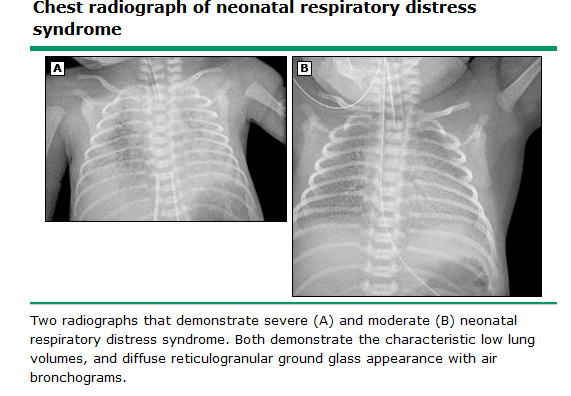 Chest radiograph of neonatal respiratory distress
syndrome
A
B
Two radiographs that demonstrate severe (A) and moderate (B) neonatal
respiratory distress syndrome. Both demonstrate the characteristic low lung
volumes, and diffuse reticulogranular ground glass appearance with air
bronchograms.